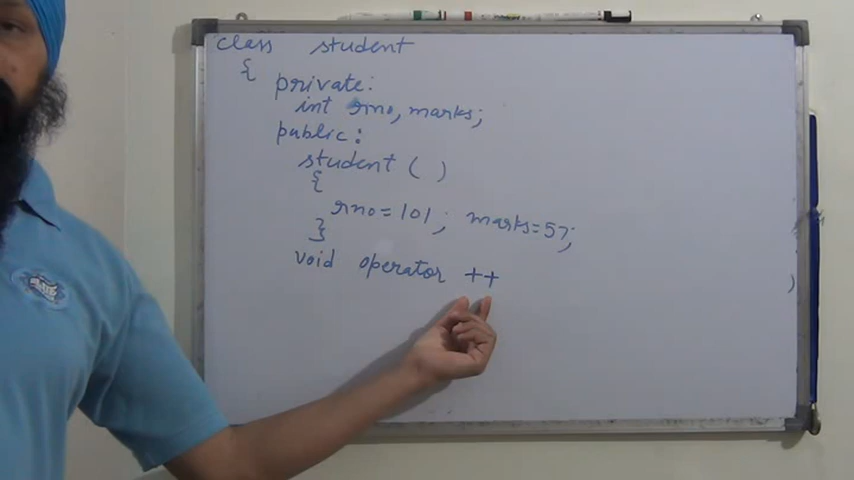 class student
{ private:
int rno, marks;
public:
student ( )
{
rno=101; marks=57;
}
void operator ++
)